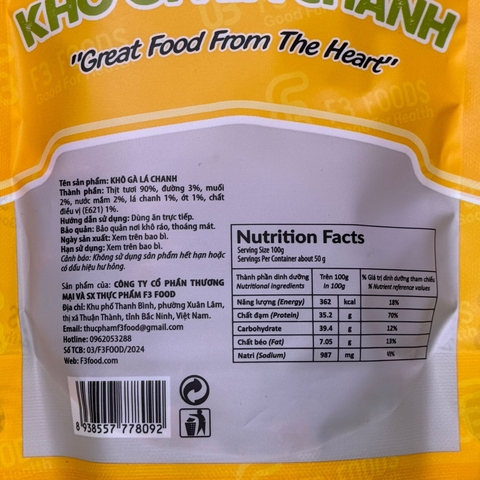 KHÔ GÀ LÁ CHANH
"Great Food From The Heart"
F3 FOODS
Tên sản phẩm: KHÔ GÀ LÁ CHANH
Thành phần: Thịt tươi 90%, đường 3%, muối
2%, nước mắm 2%, lá chanh 1%, ớt 1%, chất
điều vị (E621) 1%.
Hướng dẫn sử dụng: Dùng ăn trực tiếp.
Bảo quản: Bảo quản nơi khô ráo, thoáng mát.
Ngày sản xuất: Xem trên bao bì.
Hạn sử dụng: Xem trên bao bì.
Cảnh báo: Không sử dụng sản phẩm hết hạn hoặc
có dấu hiệu hư hỏng.
Sản phẩm của: CÔNG TY CỔ PHẦN THƯƠNG
MẠI VÀ SX THỰC PHẨM F3 FOOD
Địa chỉ: Khu phố Thanh Bình, phường Xuân Lâm,
thị xã Thuận Thành, tỉnh Bắc Ninh, Việt Nam.
Email: thucphamf3food@gmail.com
Hotline: 0962053288
Số TCB: 03/F3FOOD/2024
Web: F3food.com
8 938557 778092
Nutrition Facts
Serving Size 100g
Servings Per Container about 50 g
Thành phần dinh dưỡng Trên 100g % Giá trị dinh dưỡng tham chiếu
Nutritional ingredients in 100g % Nutrient reference values
Năng lượng (Energy) 362 kcal 18%
Chất đạm (Protein) 35.2 g 70%
Carbohydrate 39.4 g 12%
Chất béo (Fat) 7.05 g 13%
Natri (Sodium) 987 mg